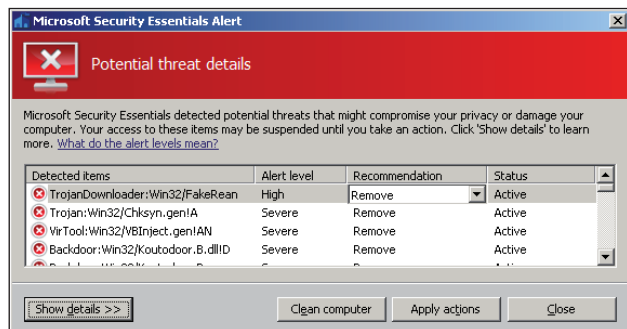 Microsoft Security Essentials Alert
Potential threat details
Microsoft Security Essentials detected potential threats that might compromise your privacy or damage your
computer. Your access to these items may be suspended until you take an action. Click 'Show details' to learn
more. What do the alert levels mean?
Detected items Alert level Recommendation Status
TrojanDownloader:Win32/FakeRean High Remove Active
Trojan:Win32/Chksyn.gen!A Severe Remove Active
VirTool:Win32/VBInject.gen!AN Severe Remove Active
Backdoor:Win32/Koutodoor.B.dll!D Severe Remove Active
Show details >> Clean computer Apply actions Close